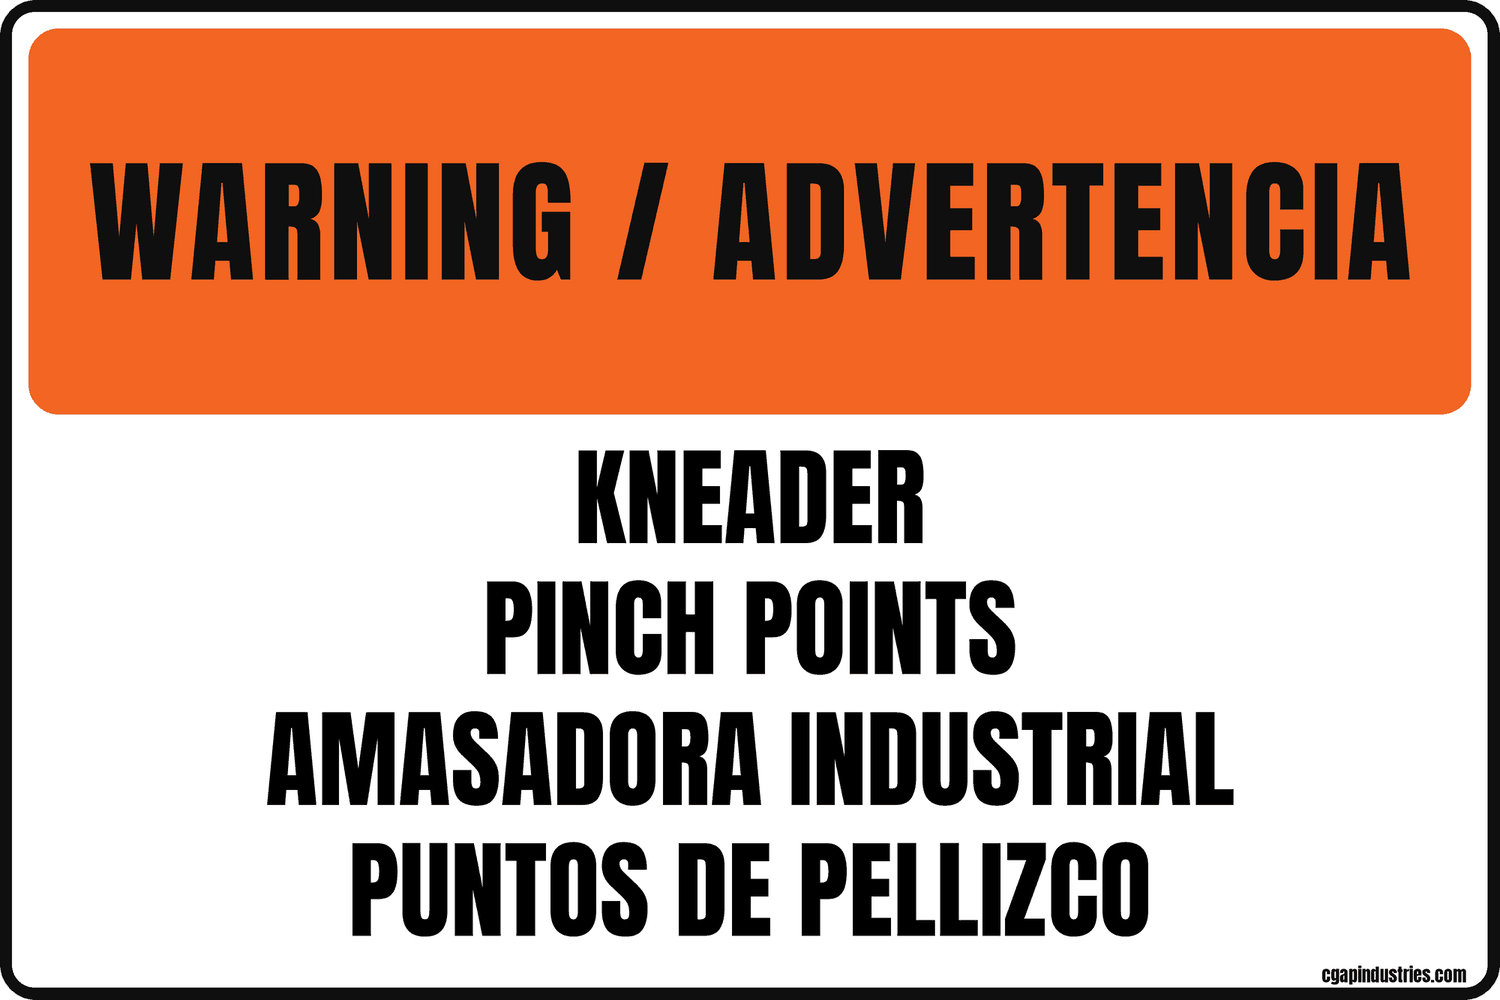 WARNING / ADVERTENCIA
KNEADER
PINCH POINTS
AMASADORA INDUSTRIAL
PUNTOS DE PELLIZCO
cgapindustries.com